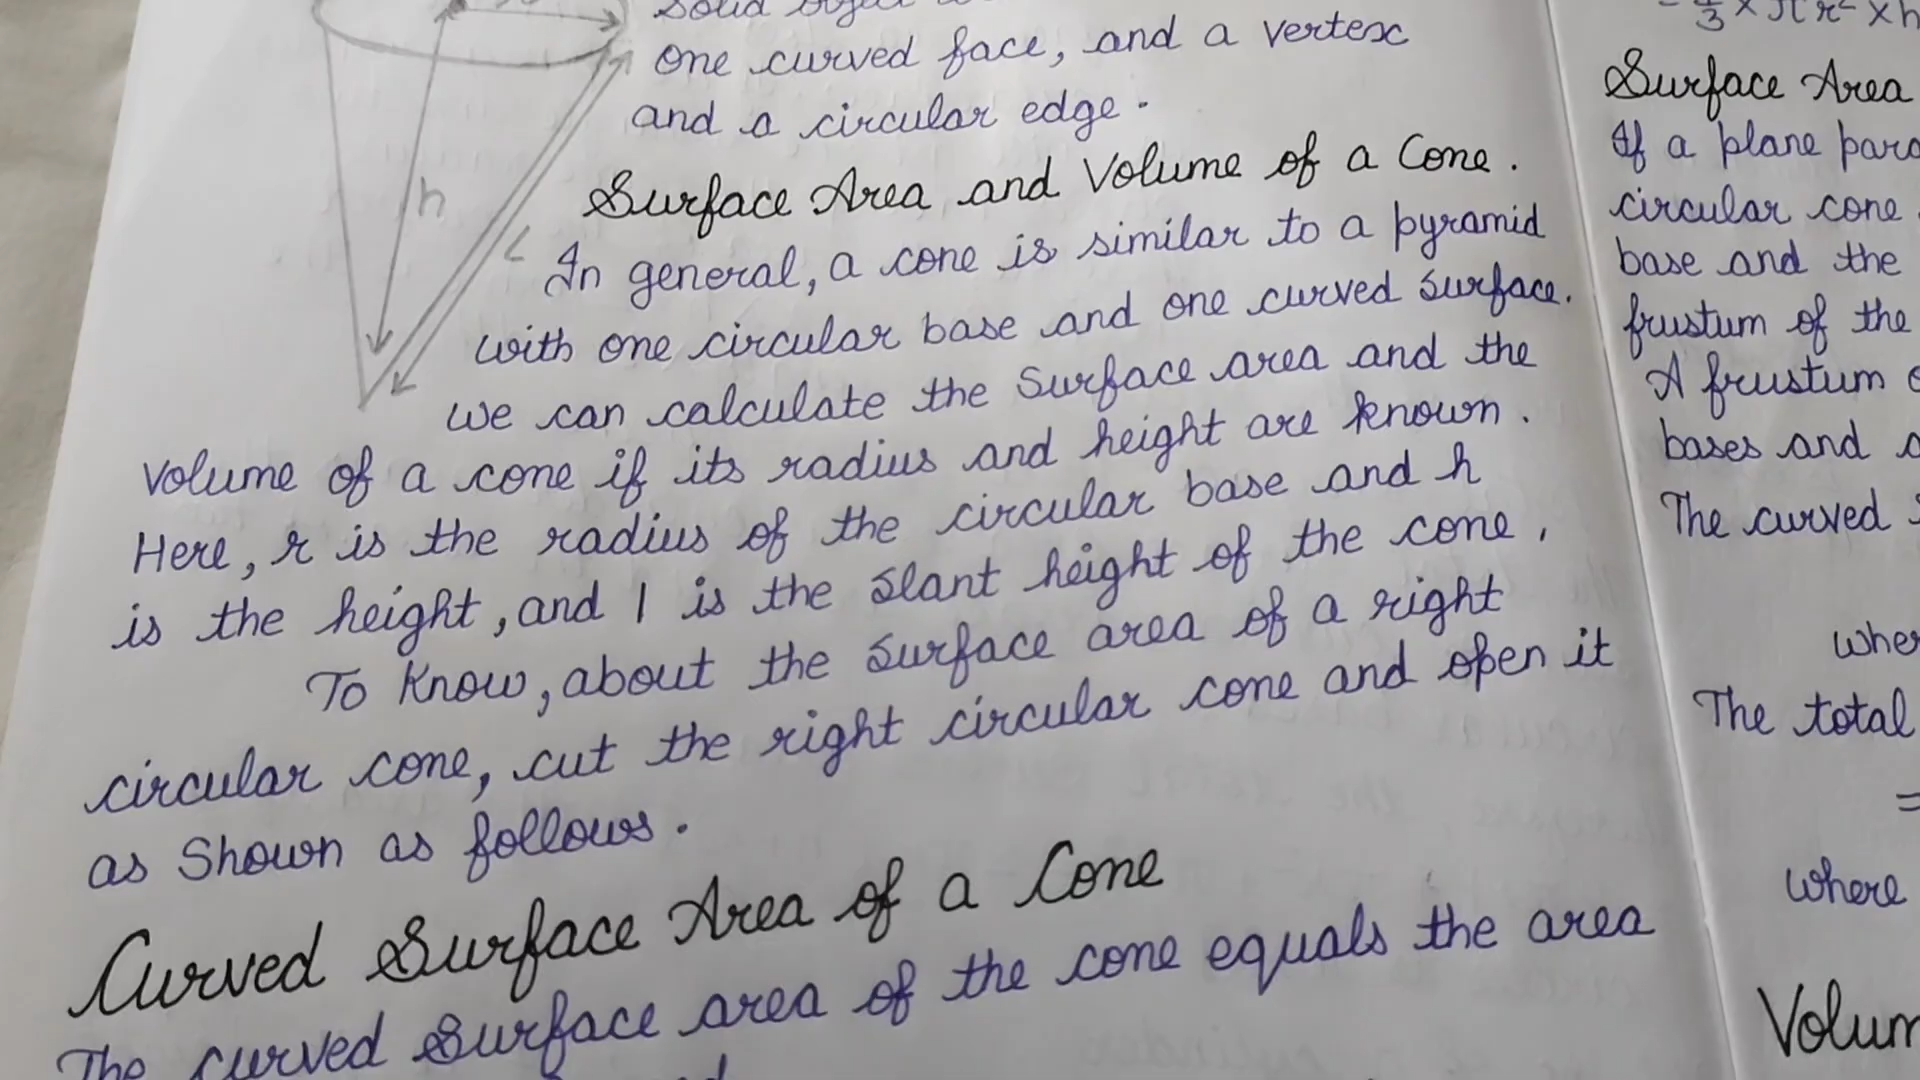 h
L
one curved face, and a vertex
and a circular edge.
Surface Area and Volume of a Cone.
In general, a cone is similar to a pyramid
with one circular base and one curved surface.
We can calculate the surface area and the
Volume of a cone if its radius and height are known.
Here, r is the radius of the circular base and h
is the height, and l is the slant height of the cone.
To Know, about the surface area of a right
circular cone, cut the right circular cone and open it
as Shown as follows.
Curved Surface Area of a Cone
The curved surface area of the cone equals the area
Surface Area
If a plane
circular cone
base and the
frustum of the
A frustum
bases and
The curved
The total
=
where